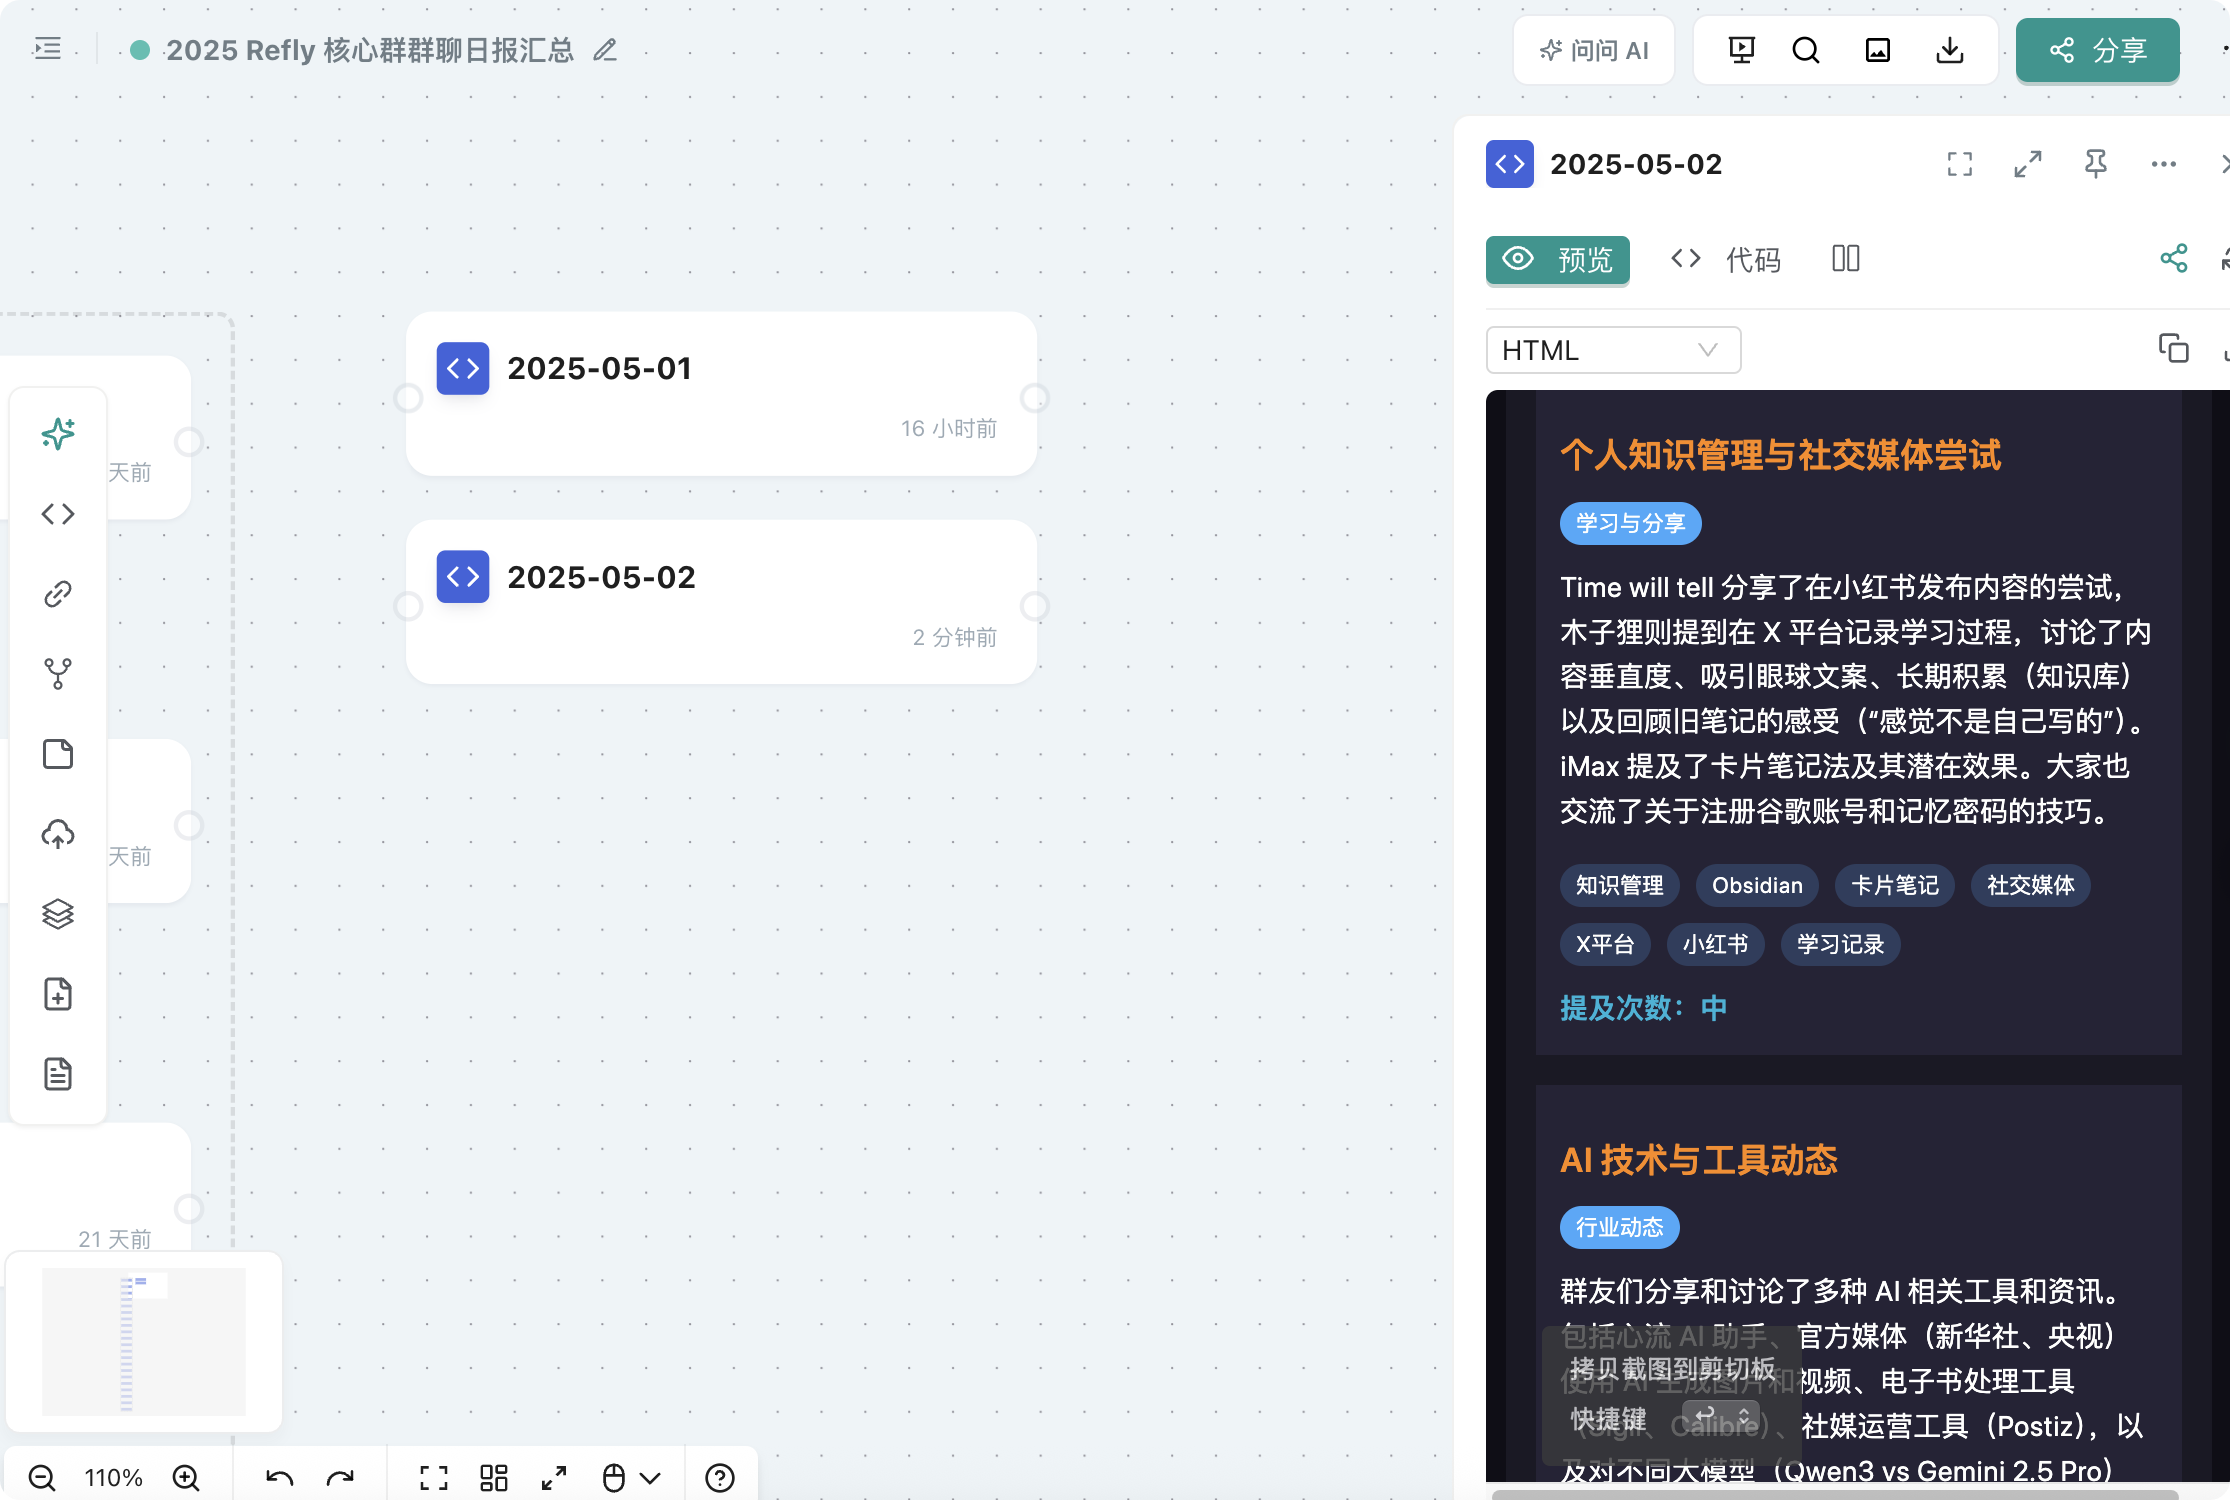 2025 Refly 核心群群聊日报汇总
问问 AI
分享
2025-05-02
预览
代码
HTML
个人知识管理与社交媒体尝试
学习与分享
Time will tell 分享了在小红书发布内容的尝试，
木子狸则提到在 X 平台记录学习过程，讨论了内
容垂直度、吸引眼球文案、长期积累（知识库）
以及回顾旧笔记的感受（“感觉不是自己写的”）。
iMax 提及了卡片笔记法及其潜在效果。大家也
交流了关于注册谷歌账号和记忆密码的技巧。
知识管理
Obsidian
卡片笔记
社交媒体
X平台
小红书
学习记录
提及次数：中
AI 技术与工具动态
行业动态
群友们分享和讨论了多种 AI 相关工具和资讯。
包括心流 AI 助手、官方媒体（新华社、央视）
使用 AI 生成图片和视频、电子书处理工具
（Sigil、Calibre）、社媒运营工具（Postiz），以
及对不同大模型（Qwen3 vs Gemini 2.5 Pro）
拷贝截图到剪切板
快捷键
2025-05-01
16 小时前
2025-05-02
2 分钟前
天前
天前
21 天前
110%